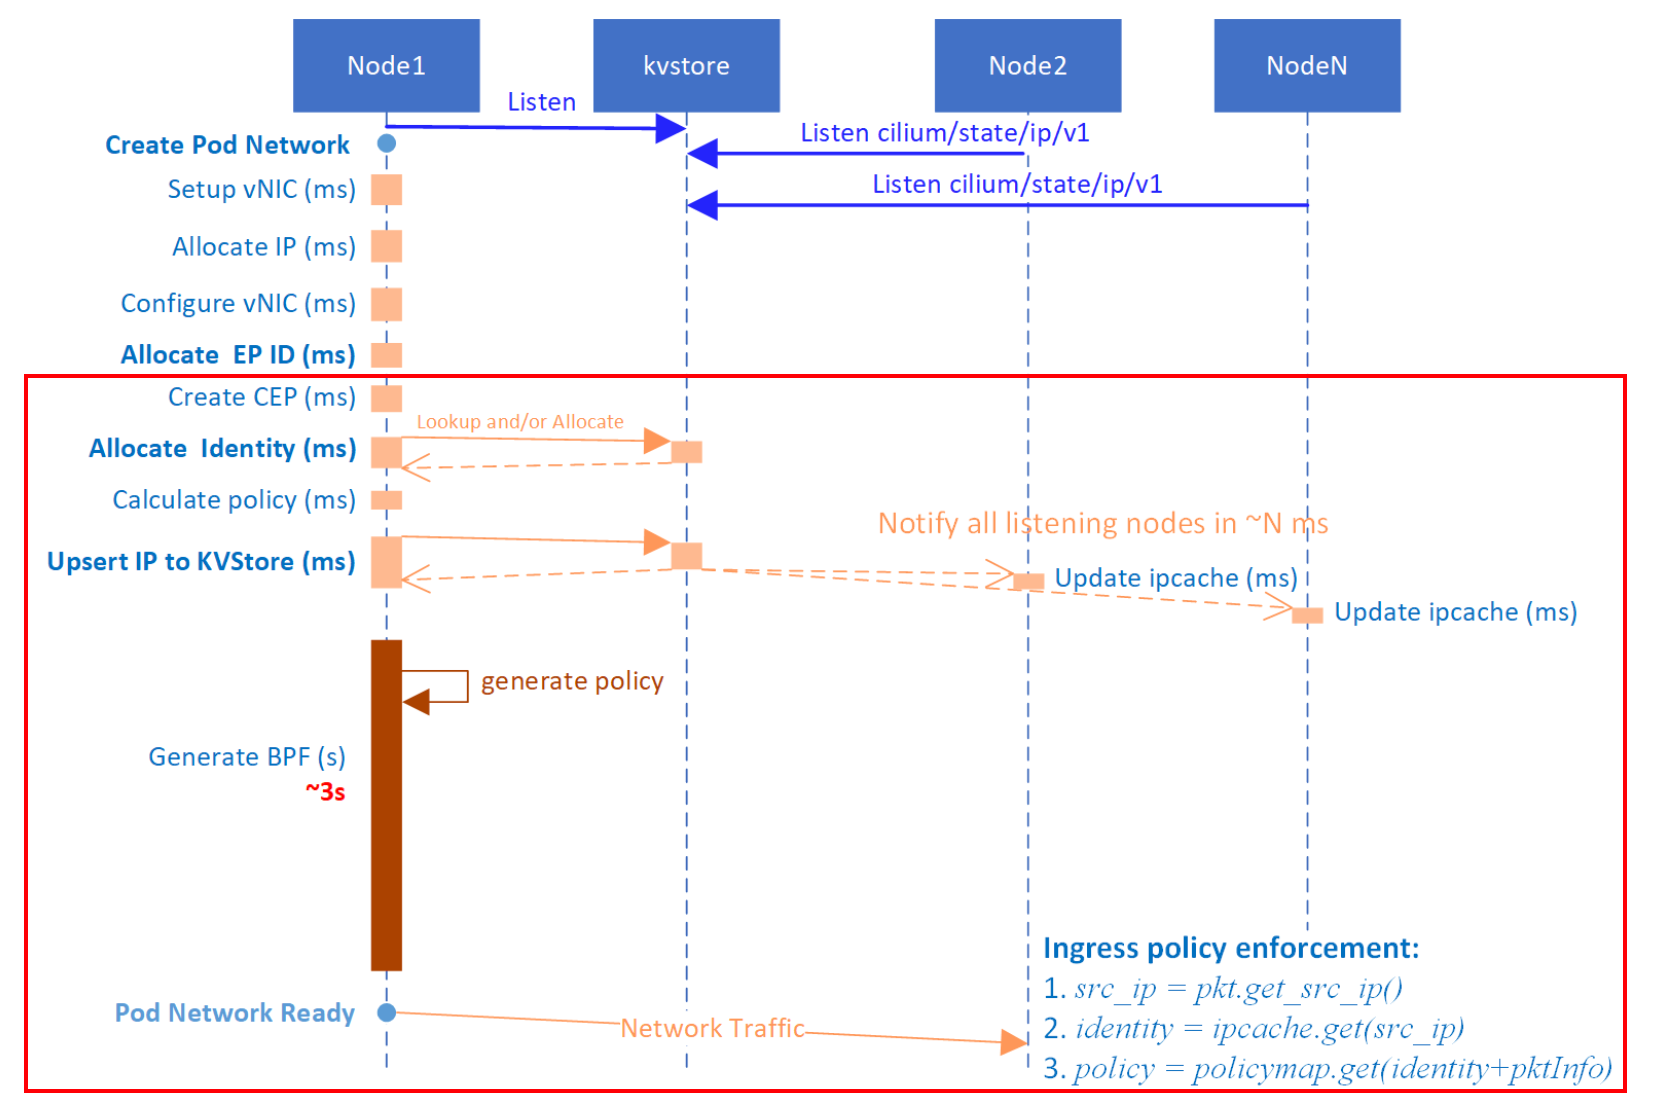 Node1
kvstore
Node2
NodeN
Listen
Listen cilium/state/ip/v1
Create Pod Network
Listen cilium/state/ip/v1
Setup vNIC (ms)
Allocate IP (ms)
Configure vNIC (ms)
Allocate  EP ID (ms)
Create CEP (ms)
Lookup and/or Allocate
Allocate  Identity (ms)
Calculate policy (ms)
Notify all listening nodes in ~N ms
Upsert IP to KVStore (ms)
Update ipcache (ms)
Update ipcache (ms)
generate policy
Generate BPF (s)
~3s
Ingress policy enforcement:
1. src_ip = pkt.get_src_ip()
Pod Network Ready
Network Traffic
2. identity = ipcache.get(src_ip)
3. policy = policymap.get(identity+pktInfo)